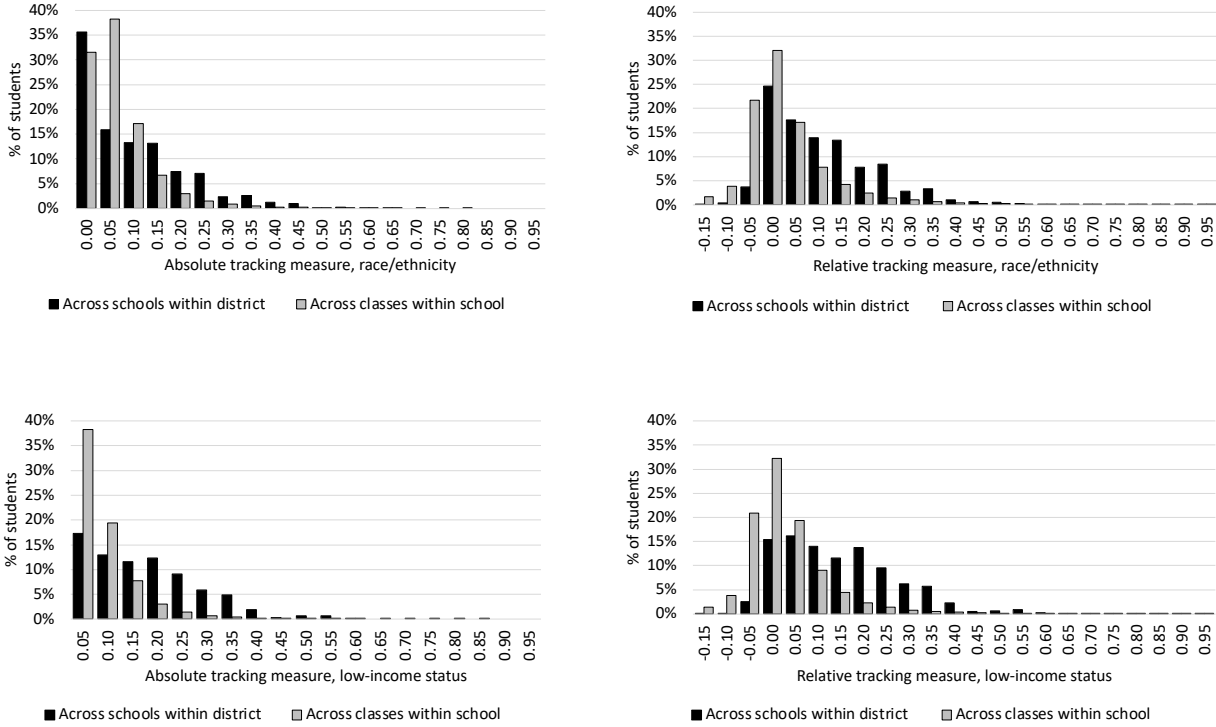 40%
35%
30%
25%
20%
15%
10%
5%
0%
% of students
0.00 0.05 0.10 0.15 0.20 0.25 0.30 0.35 0.40 0.45 0.50 0.55 0.60 0.65 0.70 0.75 0.80 0.85 0.90 0.95
Absolute tracking measure, race/ethnicity
Across schools within district Across classes within school
40%
35%
30%
25%
20%
15%
10%
5%
0%
% of students
-0.15 -0.10 -0.05 0.00 0.05 0.10 0.15 0.20 0.25 0.30 0.35 0.40 0.45 0.50 0.55 0.60 0.65 0.70 0.75 0.80 0.85 0.90 0.95
Relative tracking measure, race/ethnicity
Across schools within district Across classes within school
40%
35%
30%
25%
20%
15%
10%
5%
0%
% of students
0.05 0.10 0.15 0.20 0.25 0.30 0.35 0.40 0.45 0.50 0.55 0.60 0.65 0.70 0.75 0.80 0.85 0.90 0.95
Absolute tracking measure, low-income status
Across schools within district Across classes within school
40%
35%
30%
25%
20%
15%
10%
5%
0%
% of students
-0.15 -0.10 -0.05 0.00 0.05 0.10 0.15 0.20 0.25 0.30 0.35 0.40 0.45 0.50 0.55 0.60 0.65 0.70 0.75 0.80 0.85 0.90 0.95
Relative tracking measure, low-income status
Across schools within district Across classes within school